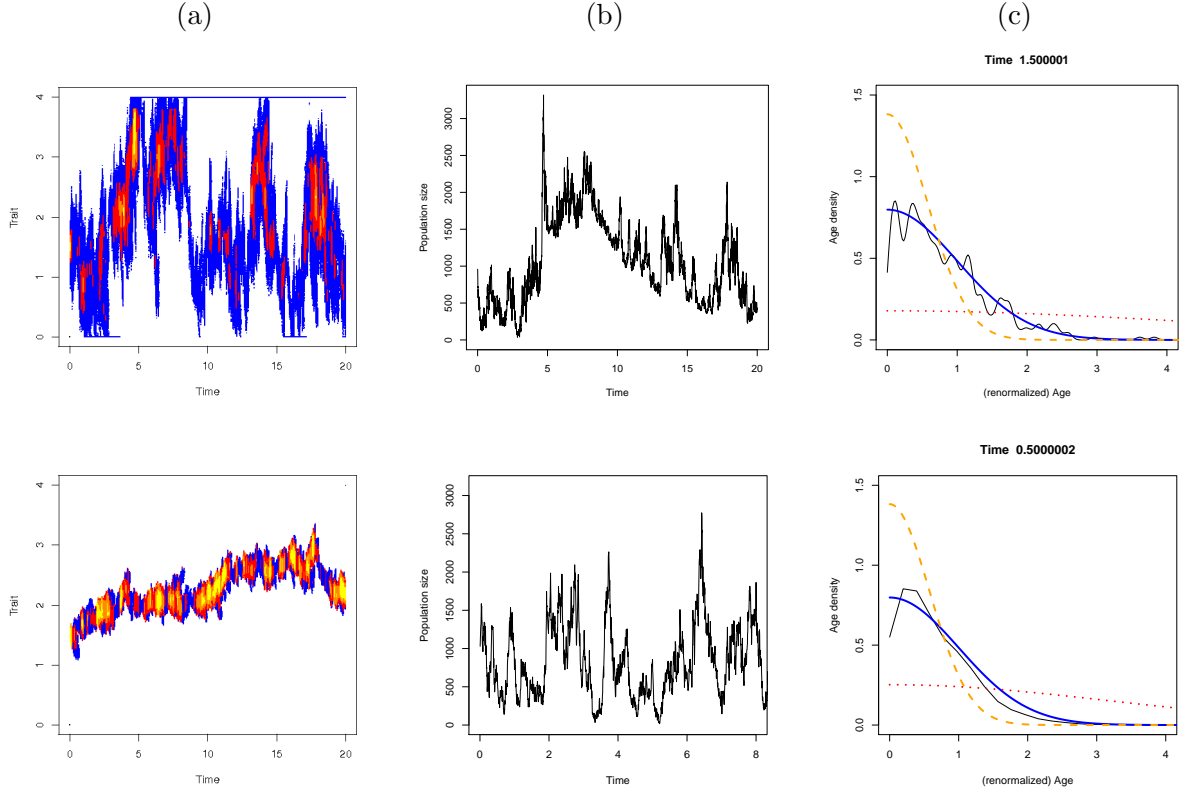 (a)
(b)
(c)
Trait
0 1 2 3 4
0 5 10 15 20
Time
Population size
0 500 1000 1500 2000 2500 3000
0 5 10 15 20
Time
Time 1.500001
Age density
0.0 0.5 1.0 1.5
0 1 2 3 4
(renormalized) Age
Trait
0 1 2 3 4
0 5 10 15 20
Time
Population size
0 500 1000 1500 2000 2500 3000
0 2 4 6 8
Time
Time 0.5000002
Age density
0.0 0.5 1.0 1.5
0 1 2 3 4
(renormalized) Age